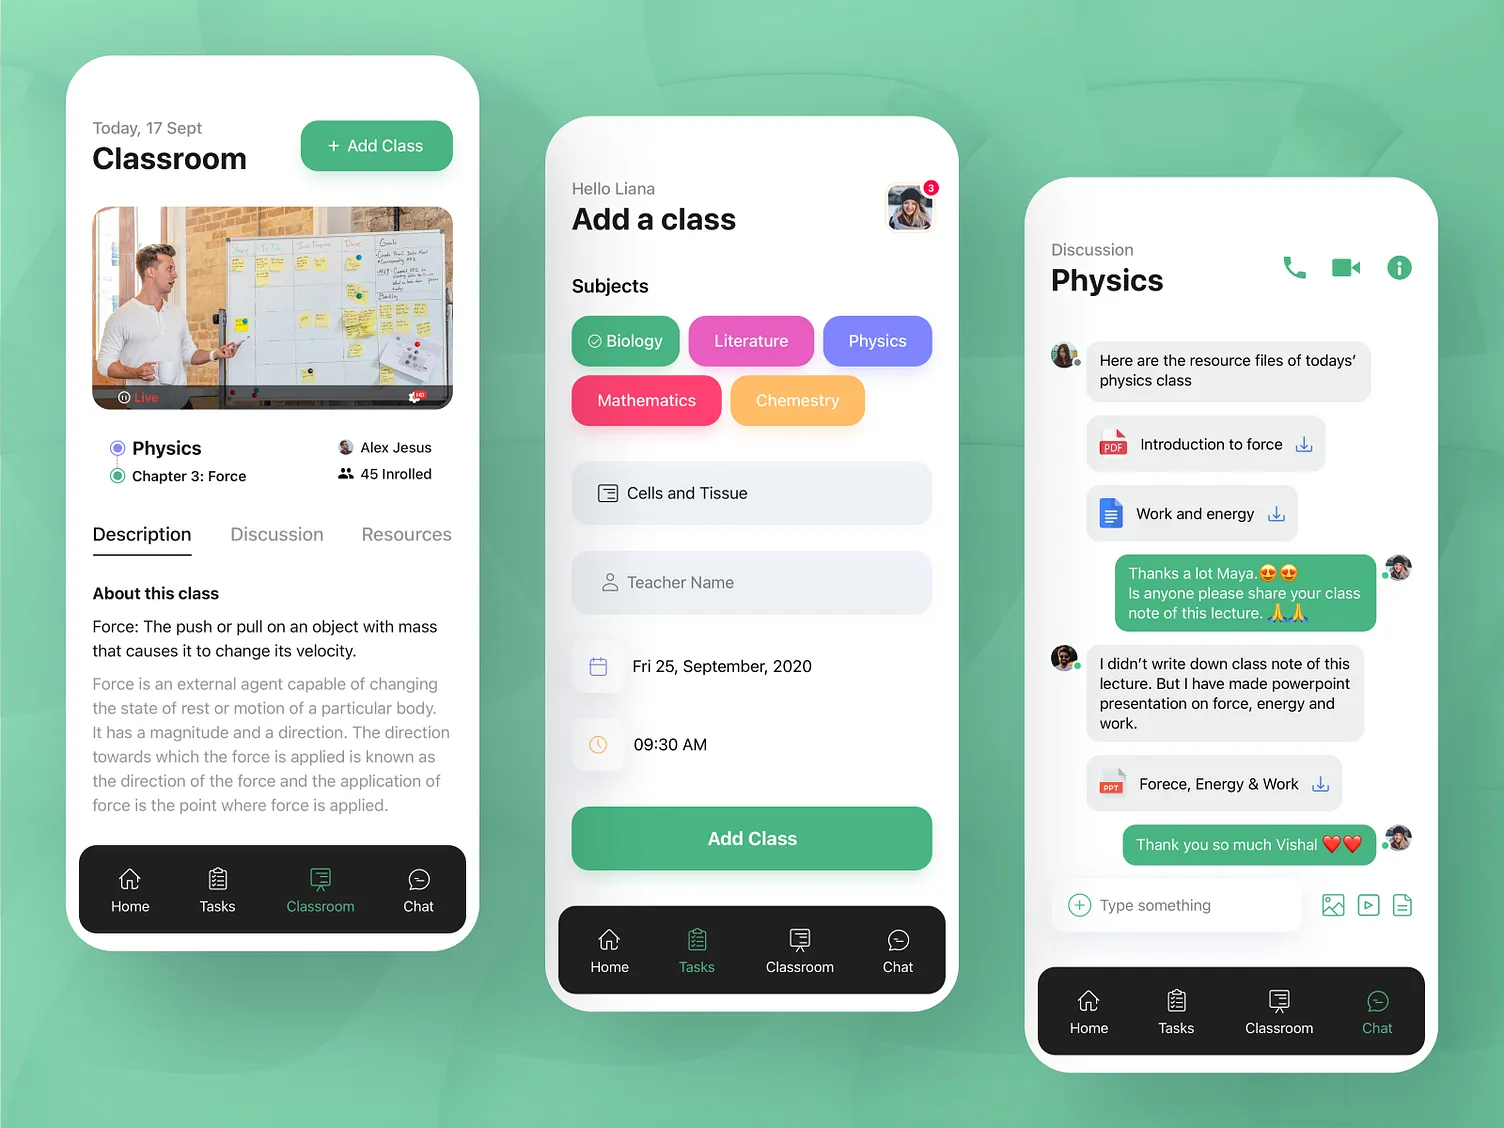 Today, 17 Sept
Classroom
+ Add Class
Live
HD
Physics
Chapter 3: Force
Alex Jesus
45 Inrolled
Description
Discussion
Resources
About this class
Force: The push or pull on an object with mass
that causes it to change its velocity.
Force is an external agent capable of changing
the state of rest or motion of a particular body.
It has a magnitude and a direction. The direction
towards which the force is applied is known as
the direction of the force and the application of
force is the point where force is applied.
Home
Tasks
Classroom
Chat
Hello Liana
Add a class
3
Subjects
Biology
Literature
Physics
Mathematics
Chemestry
Cells and Tissue
Teacher Name
Fri 25, September, 2020
09:30 AM
Add Class
Home
Tasks
Classroom
Chat
Discussion
Physics
Here are the resource files of todays’
physics class
PDF
Introduction to force
Work and energy
Thanks a lot Maya.😍😍
Is anyone please share your class
note of this lecture. 🙏🙏
I didn’t write down class note of this
lecture. But I have made powerpoint
presentation on force, energy and
work.
PPT
Forece, Energy & Work
Thank you so much Vishal ❤️❤️
Type something
Home
Tasks
Classroom
Chat